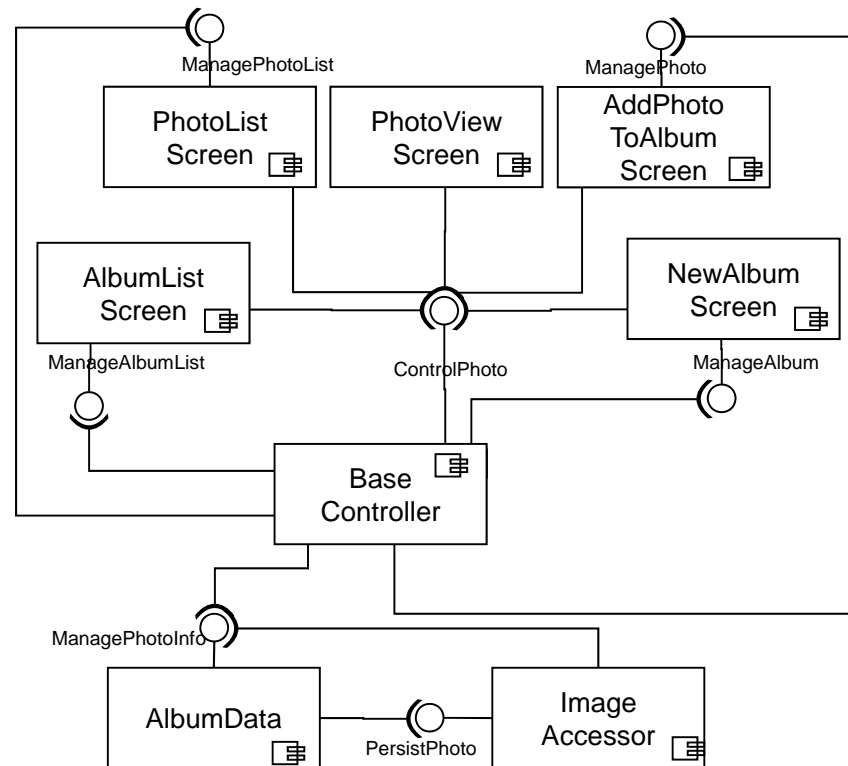 ManagePhotoList
ManagePhoto
PhotoList
Screen
PhotoView
Screen
AddPhoto
ToAlbum
Screen
AlbumList
Screen
NewAlbum
Screen
ManageAlbumList
ControlPhoto
ManageAlbum
Base
Controller
ManagePhotoInfo
AlbumData
PersistPhoto
Image
Accessor